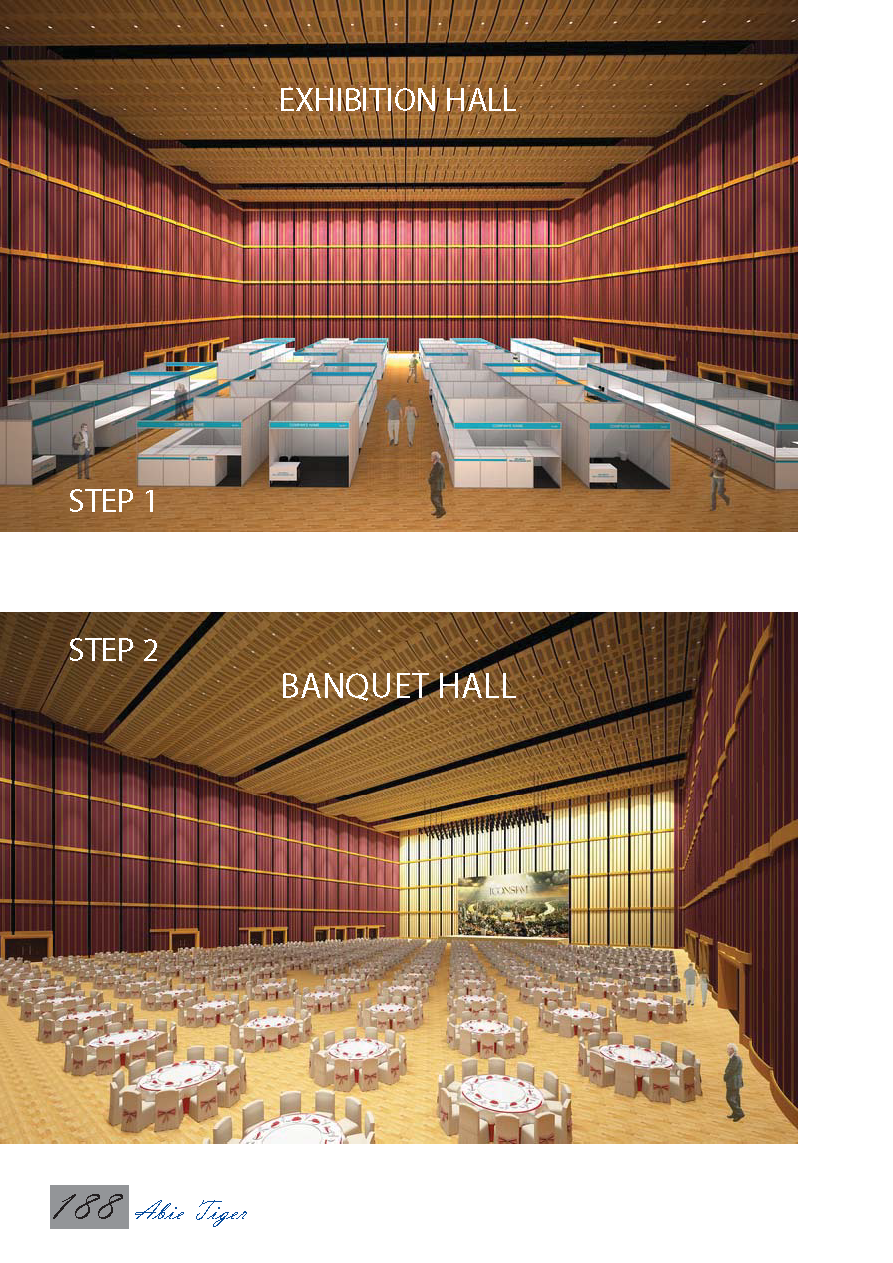 EXHIBITION HALL
COMPANY NAME
COMPANY NAME
COMPANY NAME
COMPANY NAME
STEP 1
STEP 2
BANQUET HALL
ICONSIAM
188 Abie Tiger